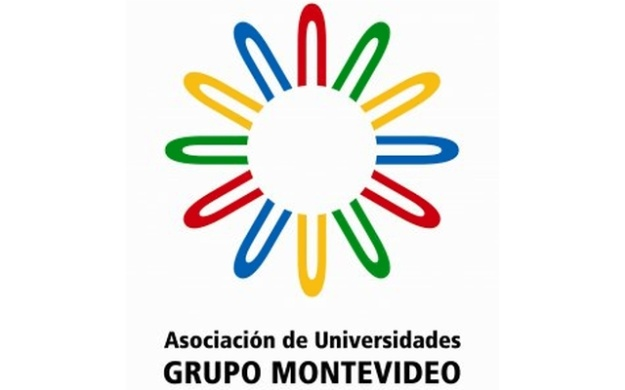 Asociación de Universidades
GRUPO MONTEVIDEO